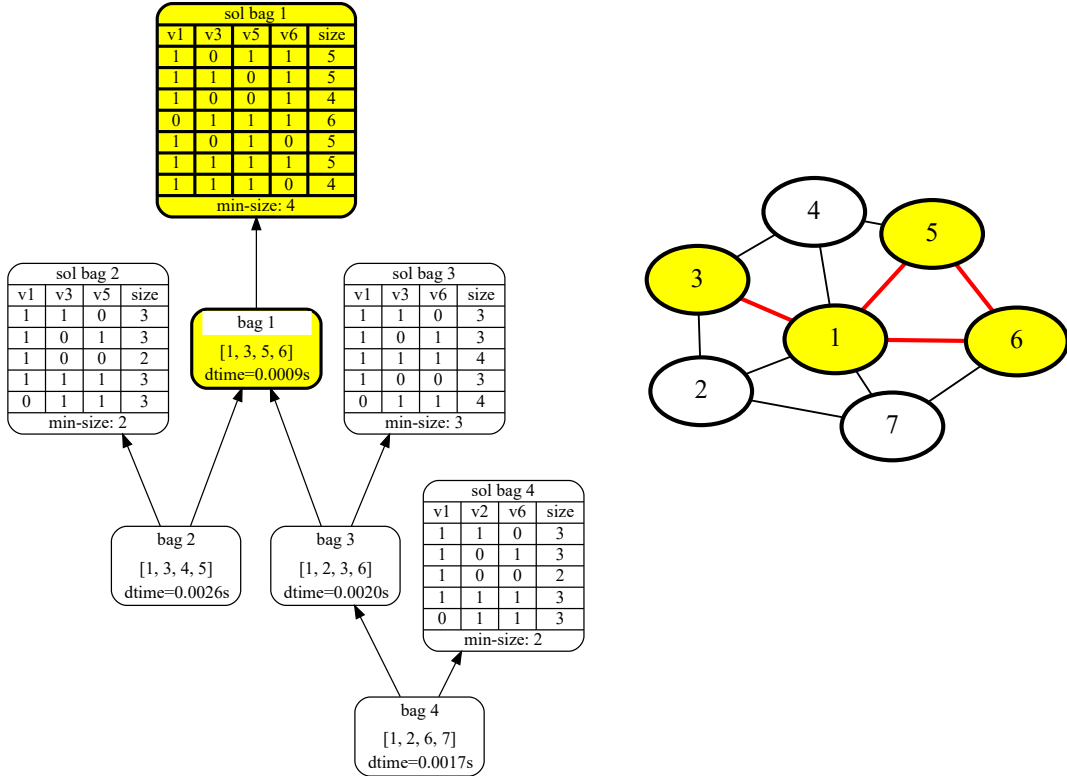 sol bag 1
v1 v3 v5 v6 size
1 0 1 1 5
1 1 0 1 5
1 0 0 1 4
0 1 1 1 6
1 0 1 0 5
1 1 1 1 5
1 1 1 0 4
min-size: 4
sol bag 2
v1 v3 v5 size
1 1 0 3
1 0 1 3
1 0 0 2
1 1 1 3
0 1 1 3
min-size: 2
bag 1
[1, 3, 5, 6]
dtime=0.0009s
sol bag 3
v1 v3 v6 size
1 1 0 3
1 0 1 3
1 1 1 4
1 0 0 3
0 1 1 4
min-size: 3
bag 2
[1, 3, 4, 5]
dtime=0.0026s
bag 3
[1, 2, 3, 6]
dtime=0.0020s
sol bag 4
v1 v2 v6 size
1 1 0 3
1 0 1 3
1 0 0 2
1 1 1 3
0 1 1 3
min-size: 2
bag 4
[1, 2, 6, 7]
dtime=0.0017s
4
5
3
1
6
2
7